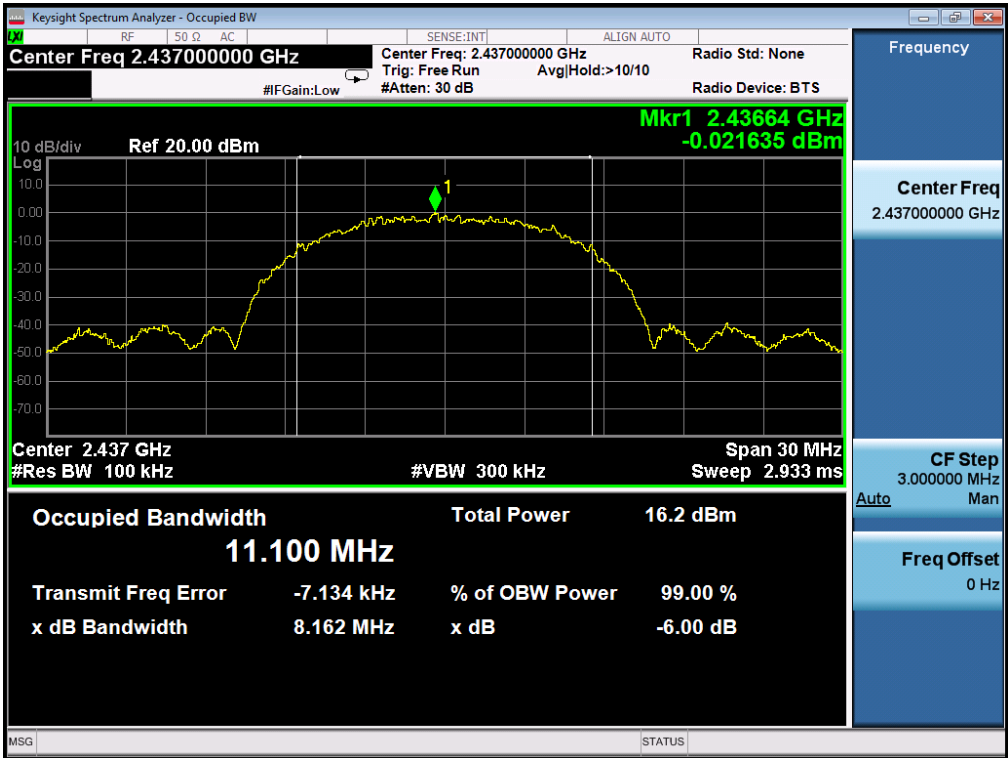 Keysight Spectrum Analyzer - Occupied BW
LXI RF 50 Ω AC SENSE:INT ALIGN AUTO
Center Freq 2.437000000 GHz
Center Freq: 2.437000000 GHz Radio Std: None
Trig: Free Run Avg|Hold:>10/10
#IFGain:Low #Atten: 30 dB Radio Device: BTS
Mkr1 2.43664 GHz
-0.021635 dBm
10 dB/div Ref 20.00 dBm
Log
10.0
1
0.00
-10.0
-20.0
-30.0
-40.0
-50.0
-60.0
-70.0
Center 2.437 GHz Span 30 MHz
#Res BW 100 kHz #VBW 300 kHz Sweep 2.933 ms
Occupied Bandwidth Total Power 16.2 dBm
11.100 MHz
Transmit Freq Error -7.134 kHz % of OBW Power 99.00 %
x dB Bandwidth 8.162 MHz x dB -6.00 dB
Frequency
Center Freq
2.437000000 GHz
CF Step
3.000000 MHz
Auto Man
Freq Offset
0 Hz
MSG STATUS